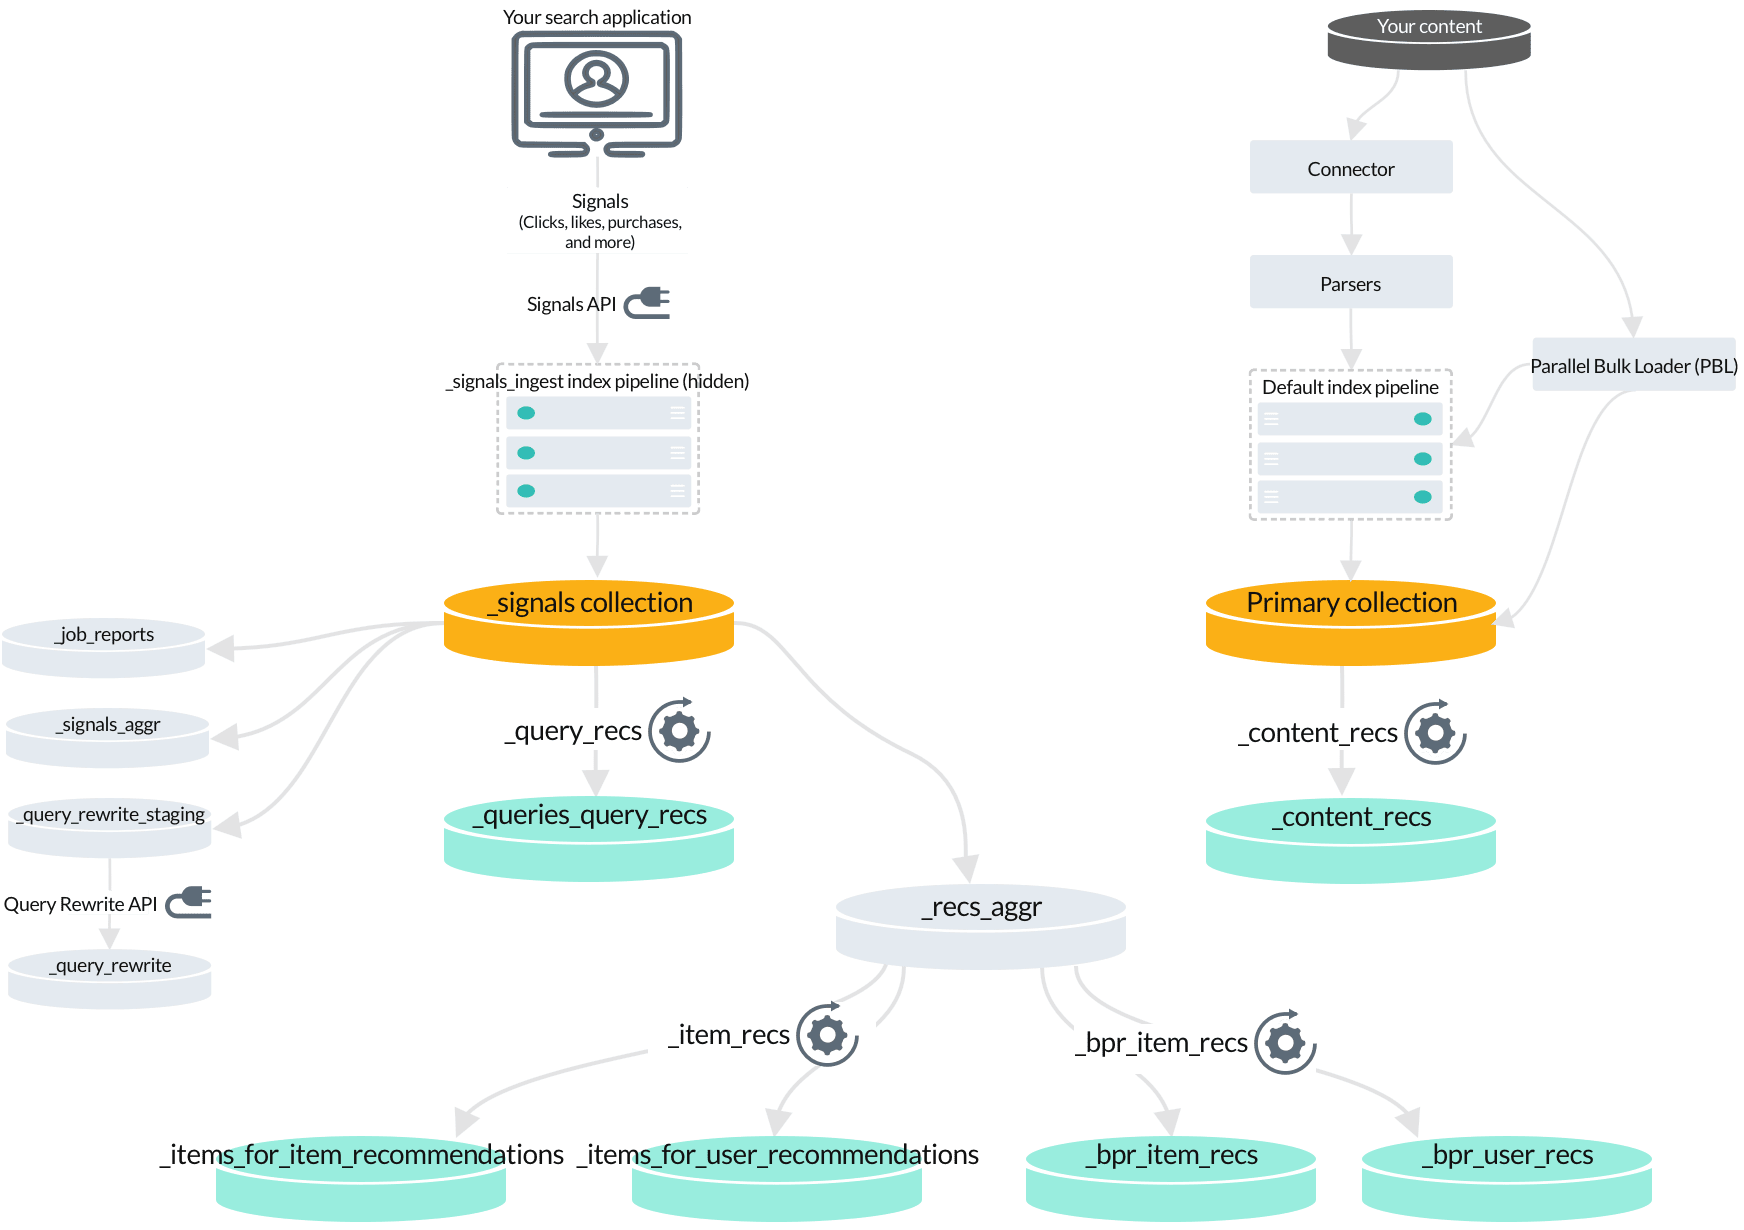 Your search application
Your content
Connector
Signals
(Clicks, likes, purchases,
and more)
Parsers
Signals API
Parallel Bulk Loader (PBL)
_signals_ingest index pipeline (hidden)
Default index pipeline
_signals collection
Primary collection
_job_reports
_signals_aggr
_query_recs
_content_recs
_query_rewrite_staging
_queries_query_recs
_content_recs
Query Rewrite API
_recs_aggr
_query_rewrite
_item_recs
_bpr_item_recs
_items_for_item_recommendations
_items_for_user_recommendations
_bpr_item_recs
_bpr_user_recs